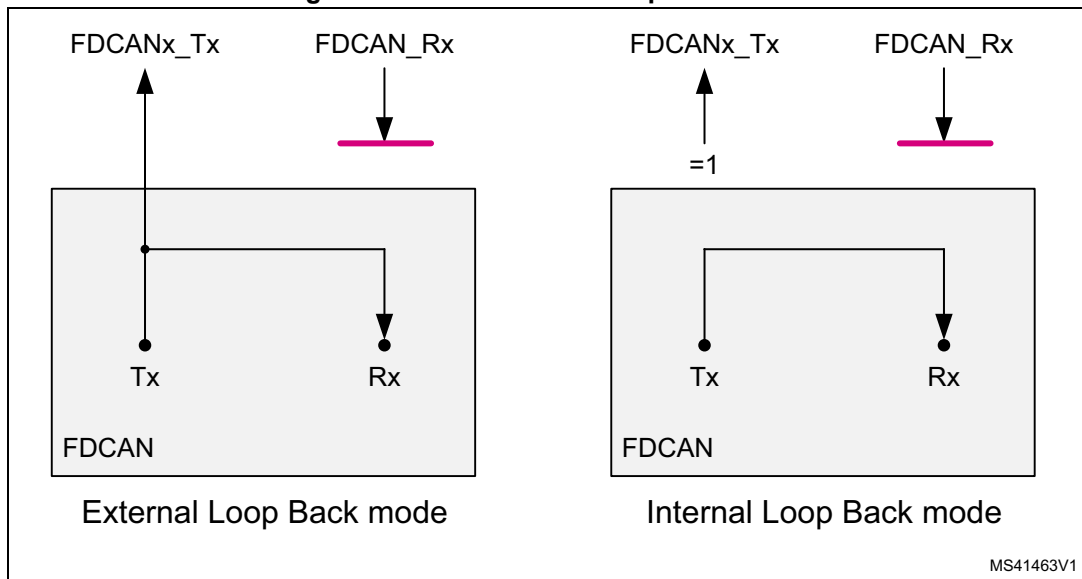 FDCANx_Tx FDCAN_Rx FDCANx_Tx FDCAN_Rx
=1
Tx Rx Tx Rx
FDCAN FDCAN
External Loop Back mode Internal Loop Back mode
MS41463V1